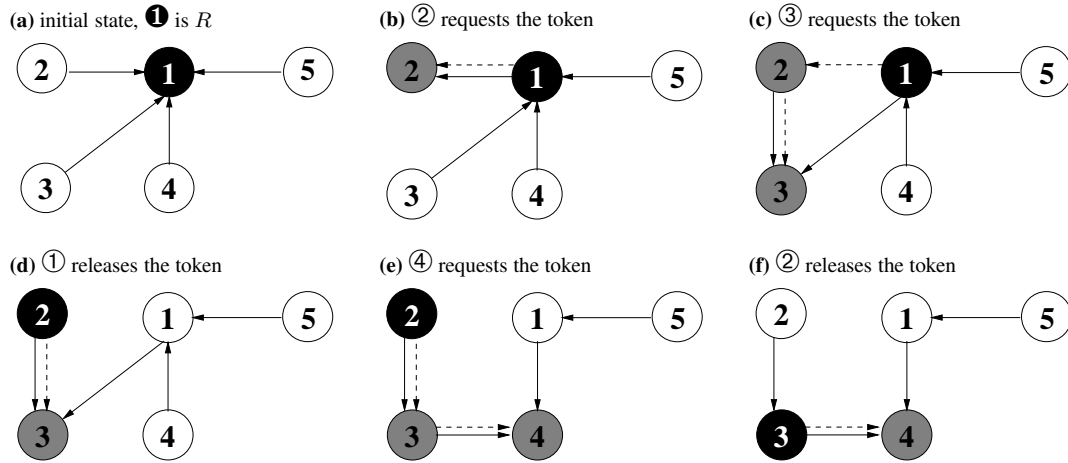 (a) initial state, ❶ is R
(b) ② requests the token
(c) ③ requests the token
2 1 5
3 4
2 1 5
3 4
2 1 5
3 4
(d) ① releases the token
(e) ④ requests the token
(f) ② releases the token
2 1 5
3 4
2 1 5
3 4
2 1 5
3 4